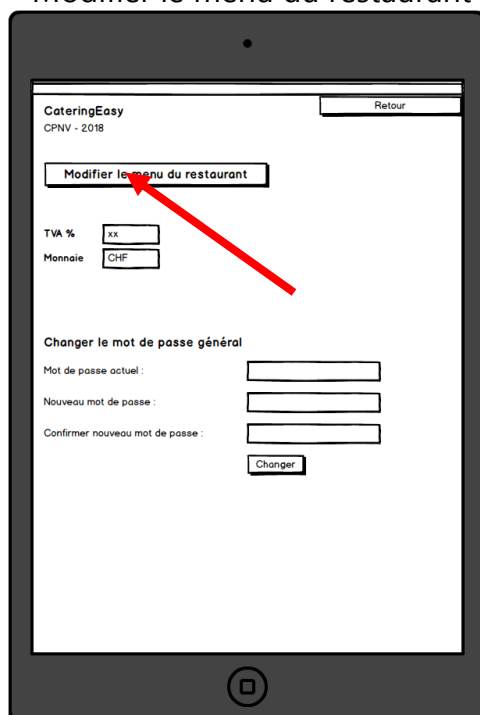 Modifier le menu du restaurant
CateringEasy
Retour
CPNV - 2018
Modifier le menu du restaurant
TVA % xx
Monnaie CHF
Changer le mot de passe général
Mot de passe actuel :
Nouveau mot de passe :
Confirmer nouveau mot de passe :
Changer